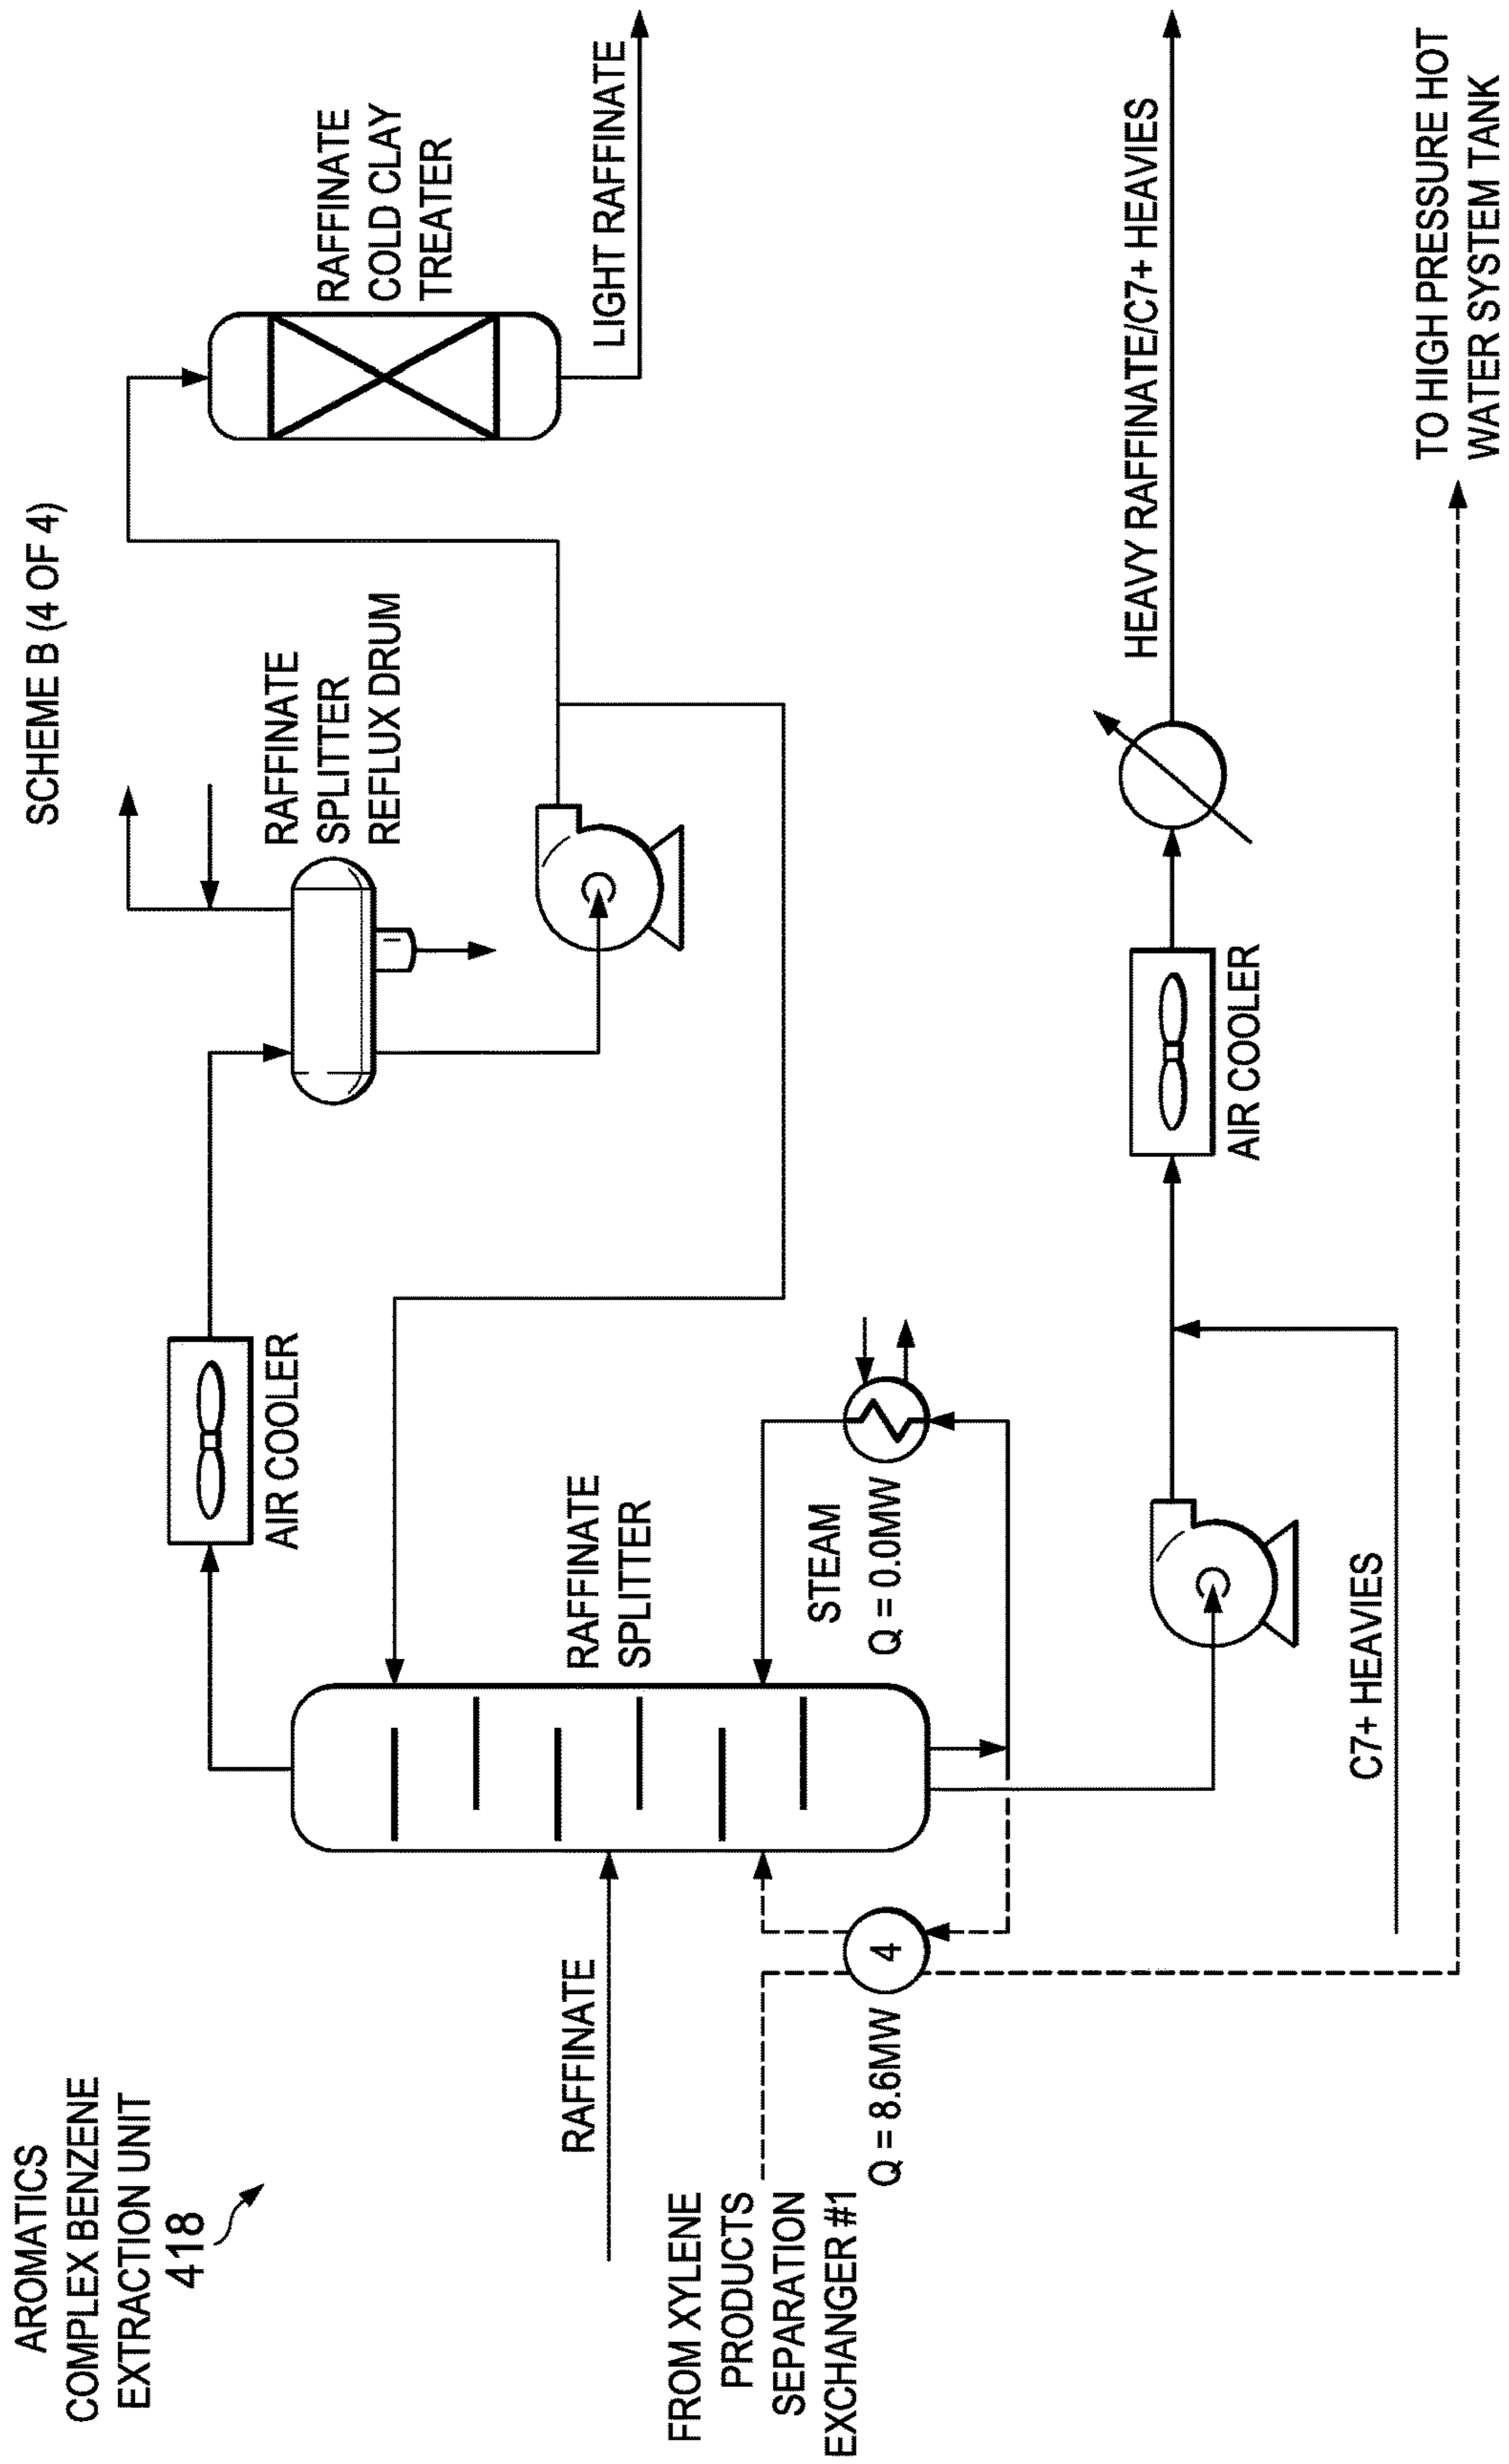 AROMATICS
COMPLEX BENZENE
EXTRACTION UNIT
418
SCHEME B (4 OF 4)
AIR COOLER
RAFFINATE
SPLITTER
REFLUX DRUM
RAFFINATE
COLD CLAY
TREATER
LIGHT RAFFINATE
RAFFINATE
RAFFINATE
SPLITTER
FROM XYLENE
PRODUCTS
SEPARATION
EXCHANGER #1
Q = 8.6MW
4
STEAM
Q = 0.0MW
C7+ HEAVIES
AIR COOLER
HEAVY RAFFINATE/C7+ HEAVIES
TO HIGH PRESSURE HOT
WATER SYSTEM TANK